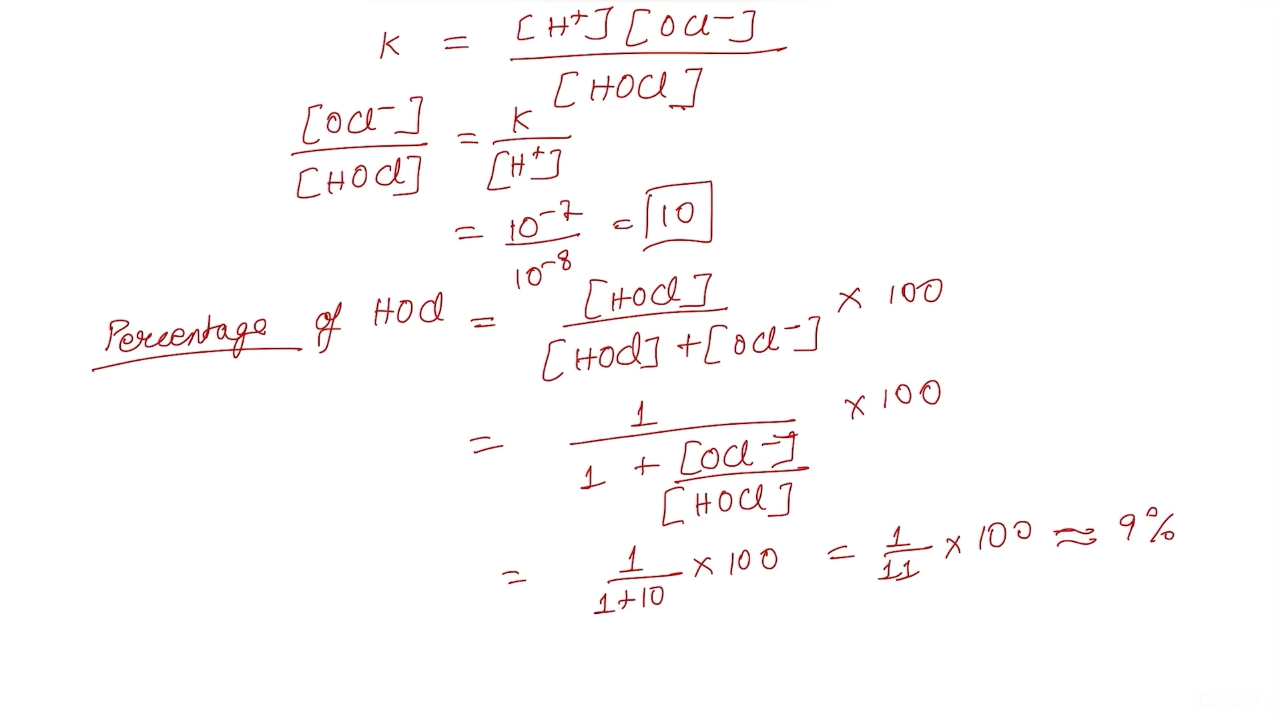 K = [H⁺][OCl⁻] / [HOCl]
[OCl⁻] / [HOCl] = K / [H⁺]
= 10⁻⁷ / 10⁻⁸ = 10
Percentage of HOCl = [HOCl] / [HOCl] + [OCl⁻] × 100
= 1 / 1 + [OCl⁻] / [HOCl] × 100
= 1 / 1+10 × 100 = 1 / 11 × 100 ≈ 9%